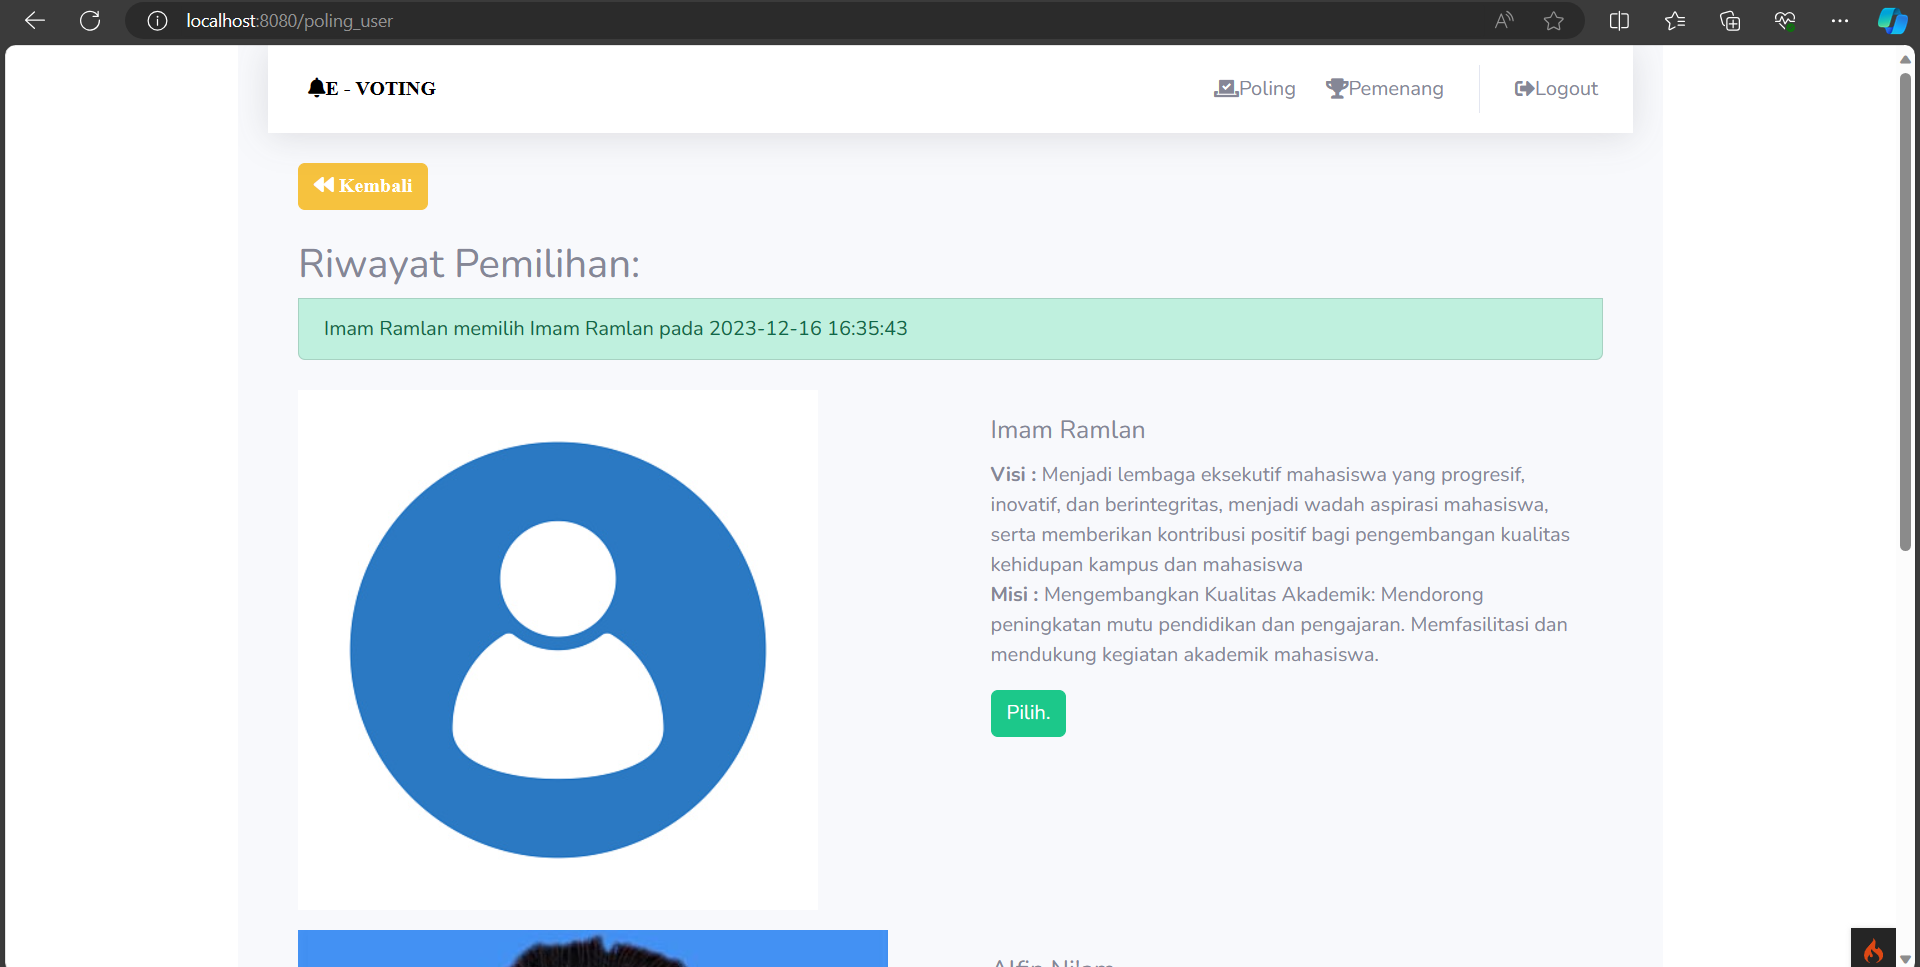 localhost:8080/poling_user
E - VOTING
Poling
Pemenang
Logout
Kembali
Riwayat Pemilihan:
Imam Ramlan memilih Imam Ramlan pada 2023-12-16 16:35:43
Imam Ramlan
Visi : Menjadi lembaga eksekutif mahasiswa yang progresif,
inovatif, dan berintegritas, menjadi wadah aspirasi mahasiswa,
serta memberikan kontribusi positif bagi pengembangan kualitas
kehidupan kampus dan mahasiswa
Misi : Mengembangkan Kualitas Akademik: Mendorong
peningkatan mutu pendidikan dan pengajaran. Memfasilitasi dan
mendukung kegiatan akademik mahasiswa.
Pilih.